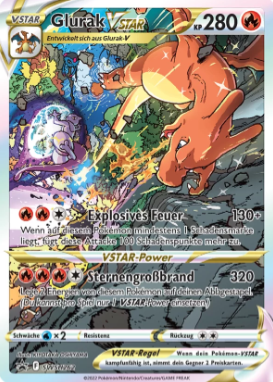 VSTAR Glurak VSTAR KP 280
Entwickelt sich aus Glurak-V
Explosives Feuer 130+
Wenn auf diesem Pokémon mindestens 1 Schadensmarke
liegt, fügt diese Attacke 100 Schadenspunkte mehr zu.
VSTAR-Power
Sternengroßbrand 320
Lege 2 Energien von diesem Pokémon auf deinen Ablagestapel.
(Du kannst pro Spiel nur 1 VSTAR-Power einsetzen.)
Schwäche ×2 Resistenz Rückzug
VSTAR-Regel Wenn dein Pokémon-VSTAR
kampfunfähig ist, nimmt dein Gegner 2 Preiskarten.
©2022 Pokémon/Nintendo/Creatures/GAME FREAK